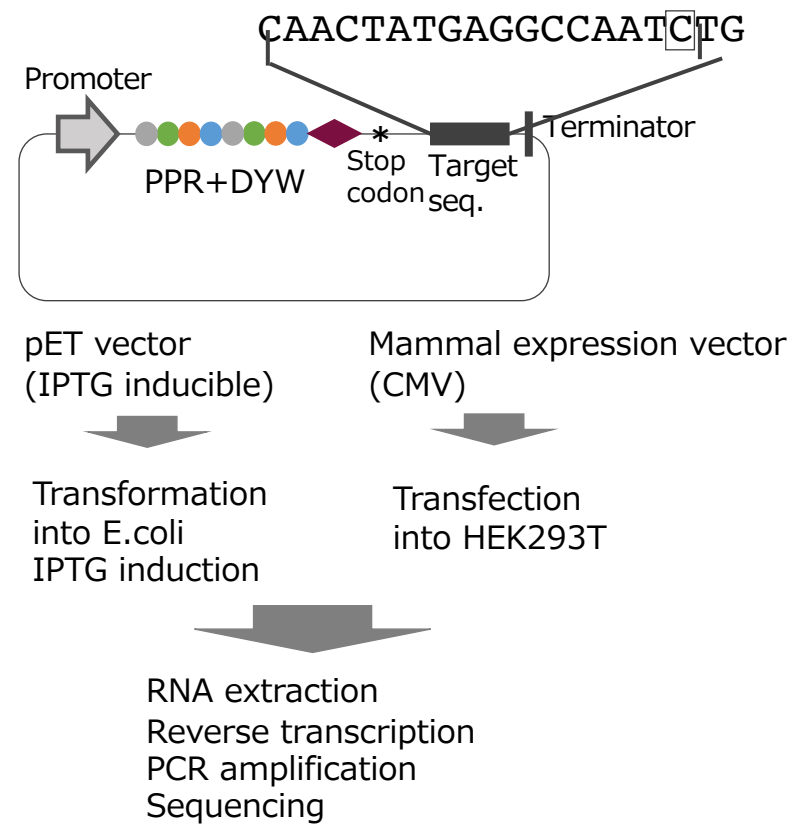 CAACTATGAGGCCAATCTG
Promoter
*
Terminator
PPR+DYW
Stop
codon
Target
seq.
pET vector
(IPTG inducible)
Mammal expression vector
(CMV)
Transformation
into E.coli
IPTG induction
Transfection
into HEK293T
RNA extraction
Reverse transcription
PCR amplification
Sequencing